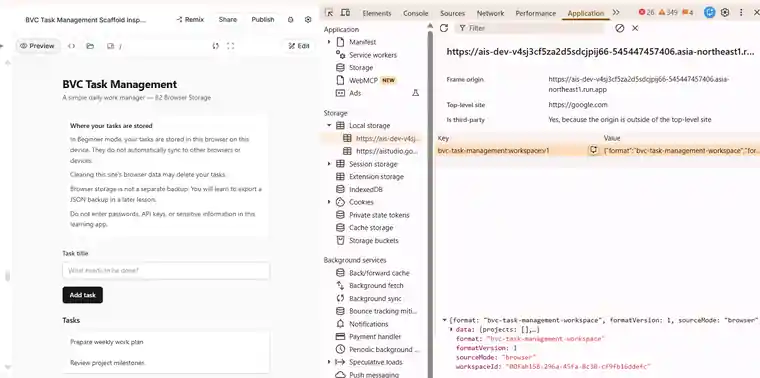 BVC Task Management Scaffold Insp...
Remix
Share
Publish
Preview
Edit
BVC Task Management
A simple daily work manager — B2 Browser Storage
Where your tasks are stored
In Beginner mode, your tasks are stored in this browser on this
device. They do not automatically sync to other browsers or
devices.
Clearing this site's browser data may delete your tasks.
Browser storage is not a separate backup. You will learn to export a
JSON backup in a later lesson.
Do not enter passwords, API keys, or sensitive information in this
learning app.
Task title
What needs to be done?
Add task
Tasks
Prepare weekly work plan
Review project milestones
Elements
Console
Sources
Network
Performance
Application
26
349
4
Application
Manifest
Service workers
Storage
WebMCP NEW
Ads
Storage
Local storage
https://ais-dev-v4sj...
https://aistudio.go...
Session storage
Extension storage
IndexedDB
Cookies
Private state tokens
Cache storage
Storage buckets
Background services
Back/forward cache
Background fetch
Background sync
Bounce tracking miti...
Notifications
Payment handler
Periodic background ...
Speculative loads
Push messaging
Filter
https://ais-dev-v4sj3cf5za2d5sdcjpij66-545447457406.asia-northeast1.r...
Frame origin
https://ais-dev-v4sj3cf5za2d5sdcjpij66-545447457406.asia-
northeast1.run.app
Top-level site
https://google.com
Is third-party
Yes, because the origin is outside of the top-level site
Key
Value
bvc-task-management:workspace:v1
{"format":"bvc-task-management-workspace","for...
{format: "bvc-task-management-workspace", formatVersion: 1, sourceMode: "browser"
data: {projects: [],…}
format: "bvc-task-management-workspace"
formatVersion: 1
sourceMode: "browser"
workspaceId: